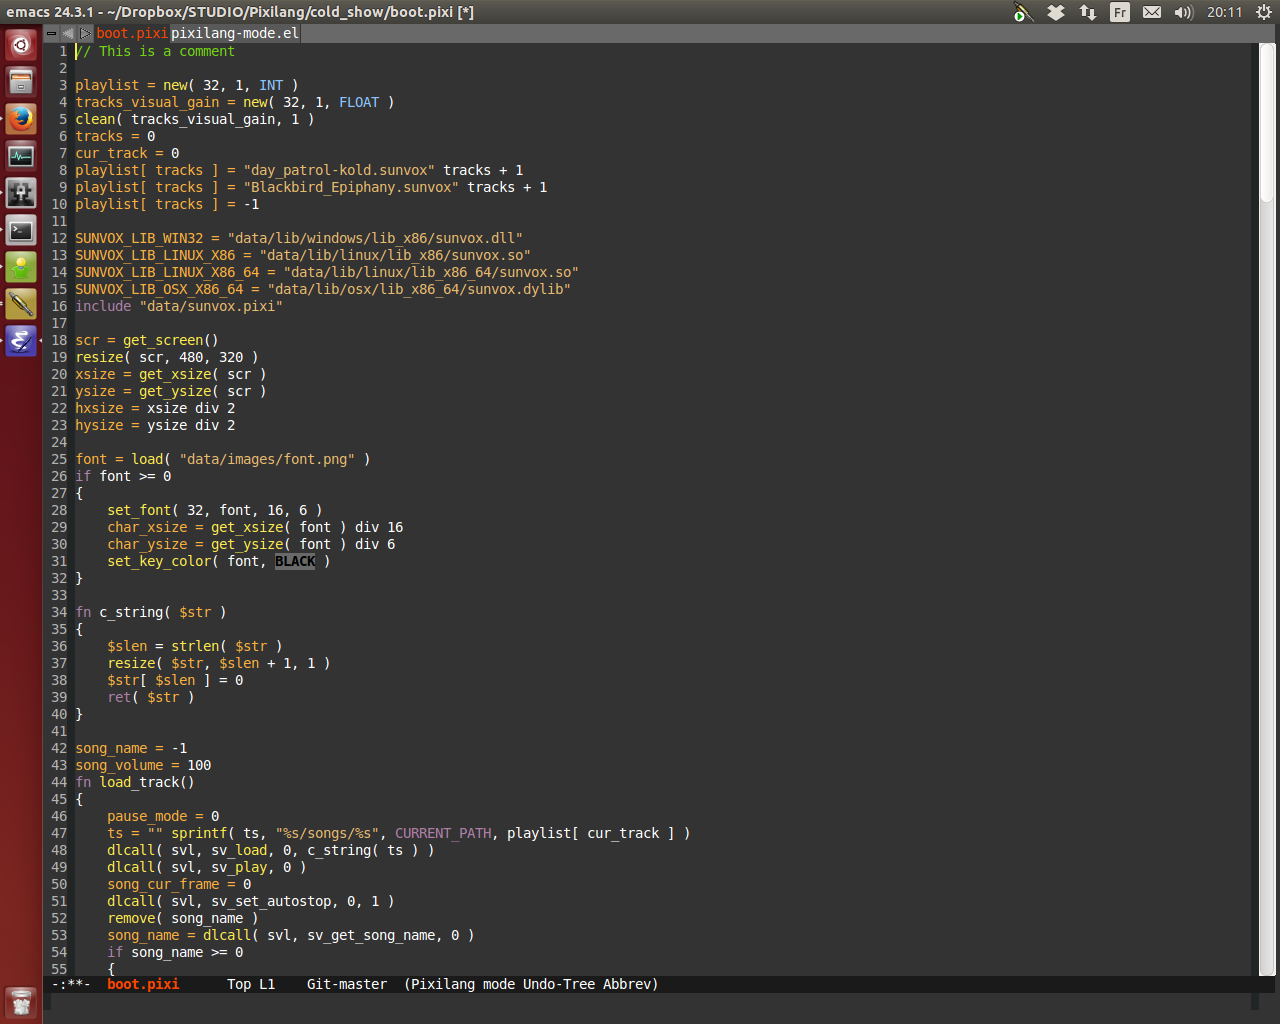 emacs 24.3.1 - ~/Dropbox/STUDIO/Pixilang/cold_show/boot.pixi [*] Fr 20:11
boot.pixi pixilang-mode.el
1 // This is a comment
2
3 playlist = new( 32, 1, INT )
4 tracks_visual_gain = new( 32, 1, FLOAT )
5 clean( tracks_visual_gain, 1 )
6 tracks = 0
7 cur_track = 0
8 playlist[ tracks ] = "day_patrol-kold.sunvox" tracks + 1
9 playlist[ tracks ] = "Blackbird_Epiphany.sunvox" tracks + 1
10 playlist[ tracks ] = -1
11
12 SUNVOX_LIB_WIN32 = "data/lib/windows/lib_x86/sunvox.dll"
13 SUNVOX_LIB_LINUX_X86 = "data/lib/linux/lib_x86/sunvox.so"
14 SUNVOX_LIB_LINUX_X86_64 = "data/lib/linux/lib_x86_64/sunvox.so"
15 SUNVOX_LIB_OSX_X86_64 = "data/lib/osx/lib_x86_64/sunvox.dylib"
16 include "data/sunvox.pixi"
17
18 scr = get_screen()
19 resize( scr, 480, 320 )
20 xsize = get_xsize( scr )
21 ysize = get_ysize( scr )
22 hxsize = xsize div 2
23 hysize = ysize div 2
24
25 font = load( "data/images/font.png" )
26 if font >= 0
27 {
28     set_font( 32, font, 16, 6 )
29     char_xsize = get_xsize( font ) div 16
30     char_ysize = get_ysize( font ) div 6
31     set_key_color( font, BLACK )
32 }
33
34 fn c_string( $str )
35 {
36     $slen = strlen( $str )
37     resize( $str, $slen + 1, 1 )
38     $str[ $slen ] = 0
39     ret( $str )
40 }
41
42 song_name = -1
43 song_volume = 100
44 fn load_track()
45 {
46     pause_mode = 0
47     ts = "" sprintf( ts, "%s/songs/%s", CURRENT_PATH, playlist[ cur_track ] )
48     dlcall( svl, sv_load, 0, c_string( ts ) )
49     dlcall( svl, sv_play, 0 )
50     song_cur_frame = 0
51     dlcall( svl, sv_set_autostop, 0, 1 )
52     remove( song_name )
53     song_name = dlcall( svl, sv_get_song_name, 0 )
54     if song_name >= 0
55     {
-:**-  boot.pixi      Top L1    Git-master  (Pixilang mode Undo-Tree Abbrev)